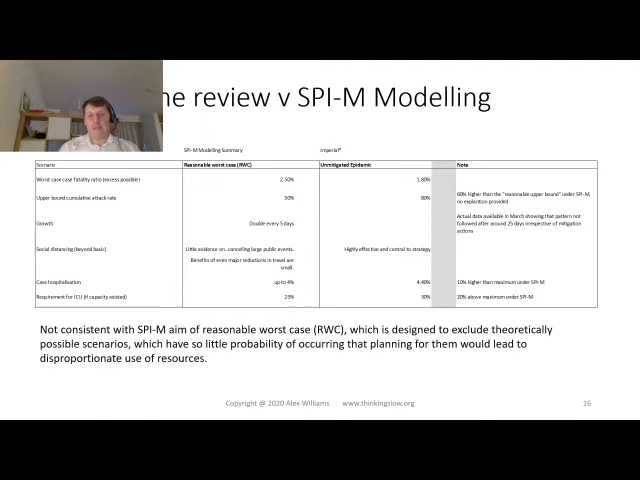 he review v SPI-M Modelling
SPI-M Modelling Summary Imperial*
Scenario Reasonable worst case (RWC) Unmitigated Epidemic Note
Worst case case fatality ratio (excess possible) 2.50% 1.80%
Upper bound cumulative attack rate 50% 80% 60% higher than the "reasonable upper bound" under SPI-M, no explantion provided
Growth Double every 5 days Actual data available in March showing that pattern not followed after around 25 days irrespective of mitigation actions
Social distancing (beyond basic) Little evidence on.. cancelling large public events. Highly effective and central to strategy
Benefits of even major reductions in travel are small.
Case hospitalisation up to 4% 4.40% 10% higher than maximum under SPI-M
Requirement for ICU (if capacity existed) 25% 30% 20% above maximum under SPI-M
Not consistent with SPI-M aim of reasonable worst case (RWC), which is designed to exclude theoretically
possible scenarios, which have so little probability of occurring that planning for them would lead to
disproportionate use of resources.
Copyright @ 2020 Alex Williams www.thinkingslow.org 16